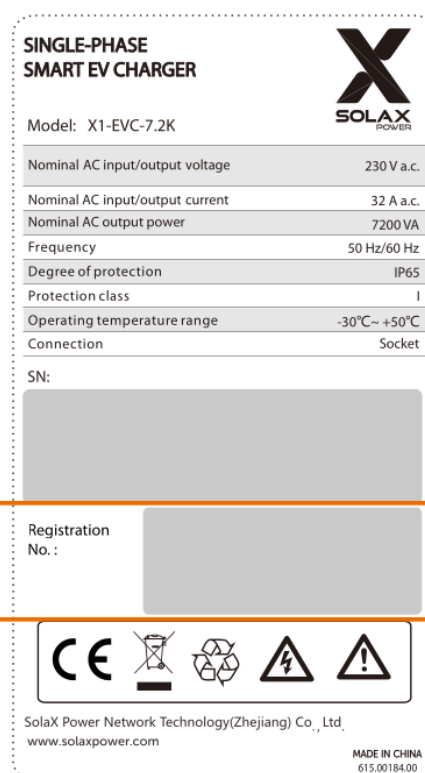 SINGLE-PHASE
SMART EV CHARGER
SOLAX
POWER
Model: X1-EVC-7.2K
Nominal AC input/output voltage 230 V a.c.
Nominal AC input/output current 32 A a.c.
Nominal AC output power 7200 VA
Frequency 50 Hz/60 Hz
Degree of protection IP65
Protection class I
Operating temperature range -30℃~ +50℃
Connection Socket
SN:
Registration
No. :
CE
SolaX Power Network Technology(Zhejiang) Co., Ltd.
www.solaxpower.com
MADE IN CHINA
615.00184.00